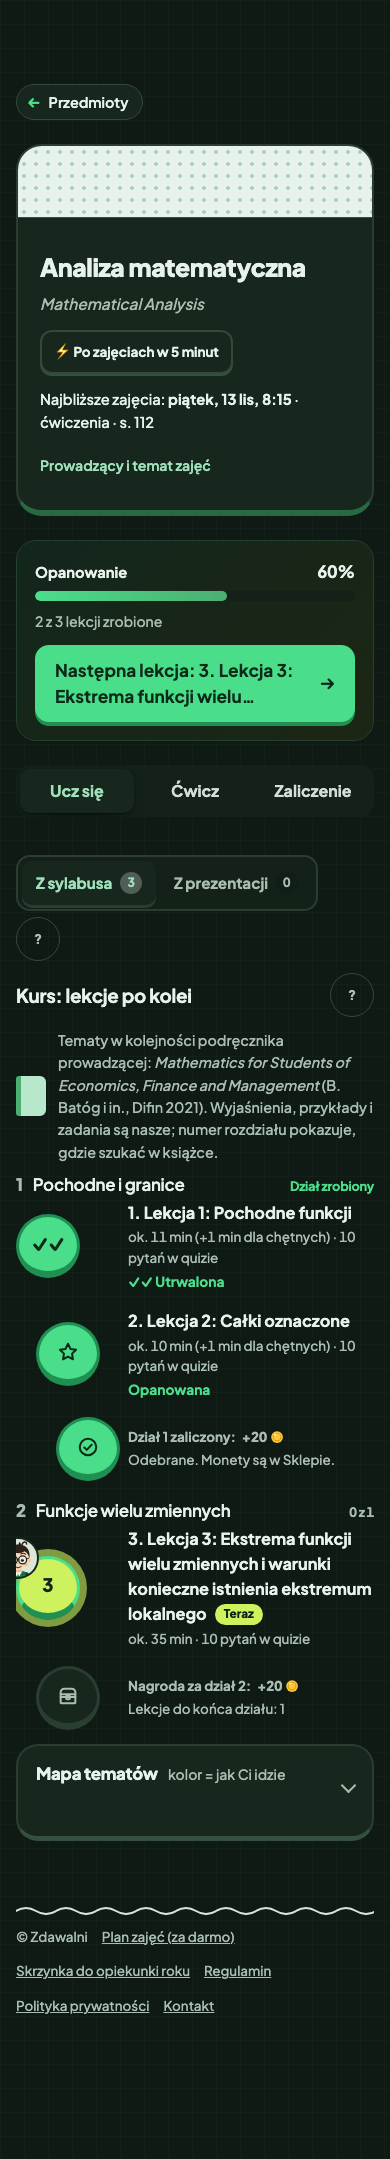 ← Przedmioty
Analiza matematyczna
Mathematical Analysis
⚡ Po zajęciach w 5 minut
Najbliższe zajęcia: piątek, 13 lis, 8:15 ·
ćwiczenia · s. 112
Prowadzący i temat zajęć
Opanowanie 60%
2 z 3 lekcji zrobione
Następna lekcja: 3. Lekcja 3:
Ekstrema funkcji wielu… →
Ucz się Ćwicz Zaliczenie
Z sylabusa 3 Z prezentacji 0
?
Kurs: lekcje po kolei ?
Tematy w kolejności podręcznika
prowadzącej: Mathematics for Students of
Economics, Finance and Management (B.
Batóg i in., Difin 2021). Wyjaśnienia, przykłady i
zadania są nasze; numer rozdziału pokazuje,
gdzie szukać w książce.
1 Pochodne i granice Dział zrobiony
1. Lekcja 1: Pochodne funkcji
ok. 11 min (+1 min dla chętnych) · 10
pytań w quizie
✓✓ Utrwalona
2. Lekcja 2: Całki oznaczone
ok. 10 min (+1 min dla chętnych) · 10
pytań w quizie
Opanowana
Dział 1 zaliczony: +20
Odebrane. Monety są w Sklepie.
2 Funkcje wielu zmiennych 0 z 1
3
3. Lekcja 3: Ekstrema funkcji
wielu zmiennych i warunki
konieczne istnienia ekstremum
lokalnego Teraz
ok. 35 min · 10 pytań w quizie
Nagroda za dział 2: +20
Lekcje do końca działu: 1
Mapa tematów kolor = jak Ci idzie
© Zdawalni Plan zajęć (za darmo)
Skrzynka do opiekunki roku Regulamin
Polityka prywatności Kontakt